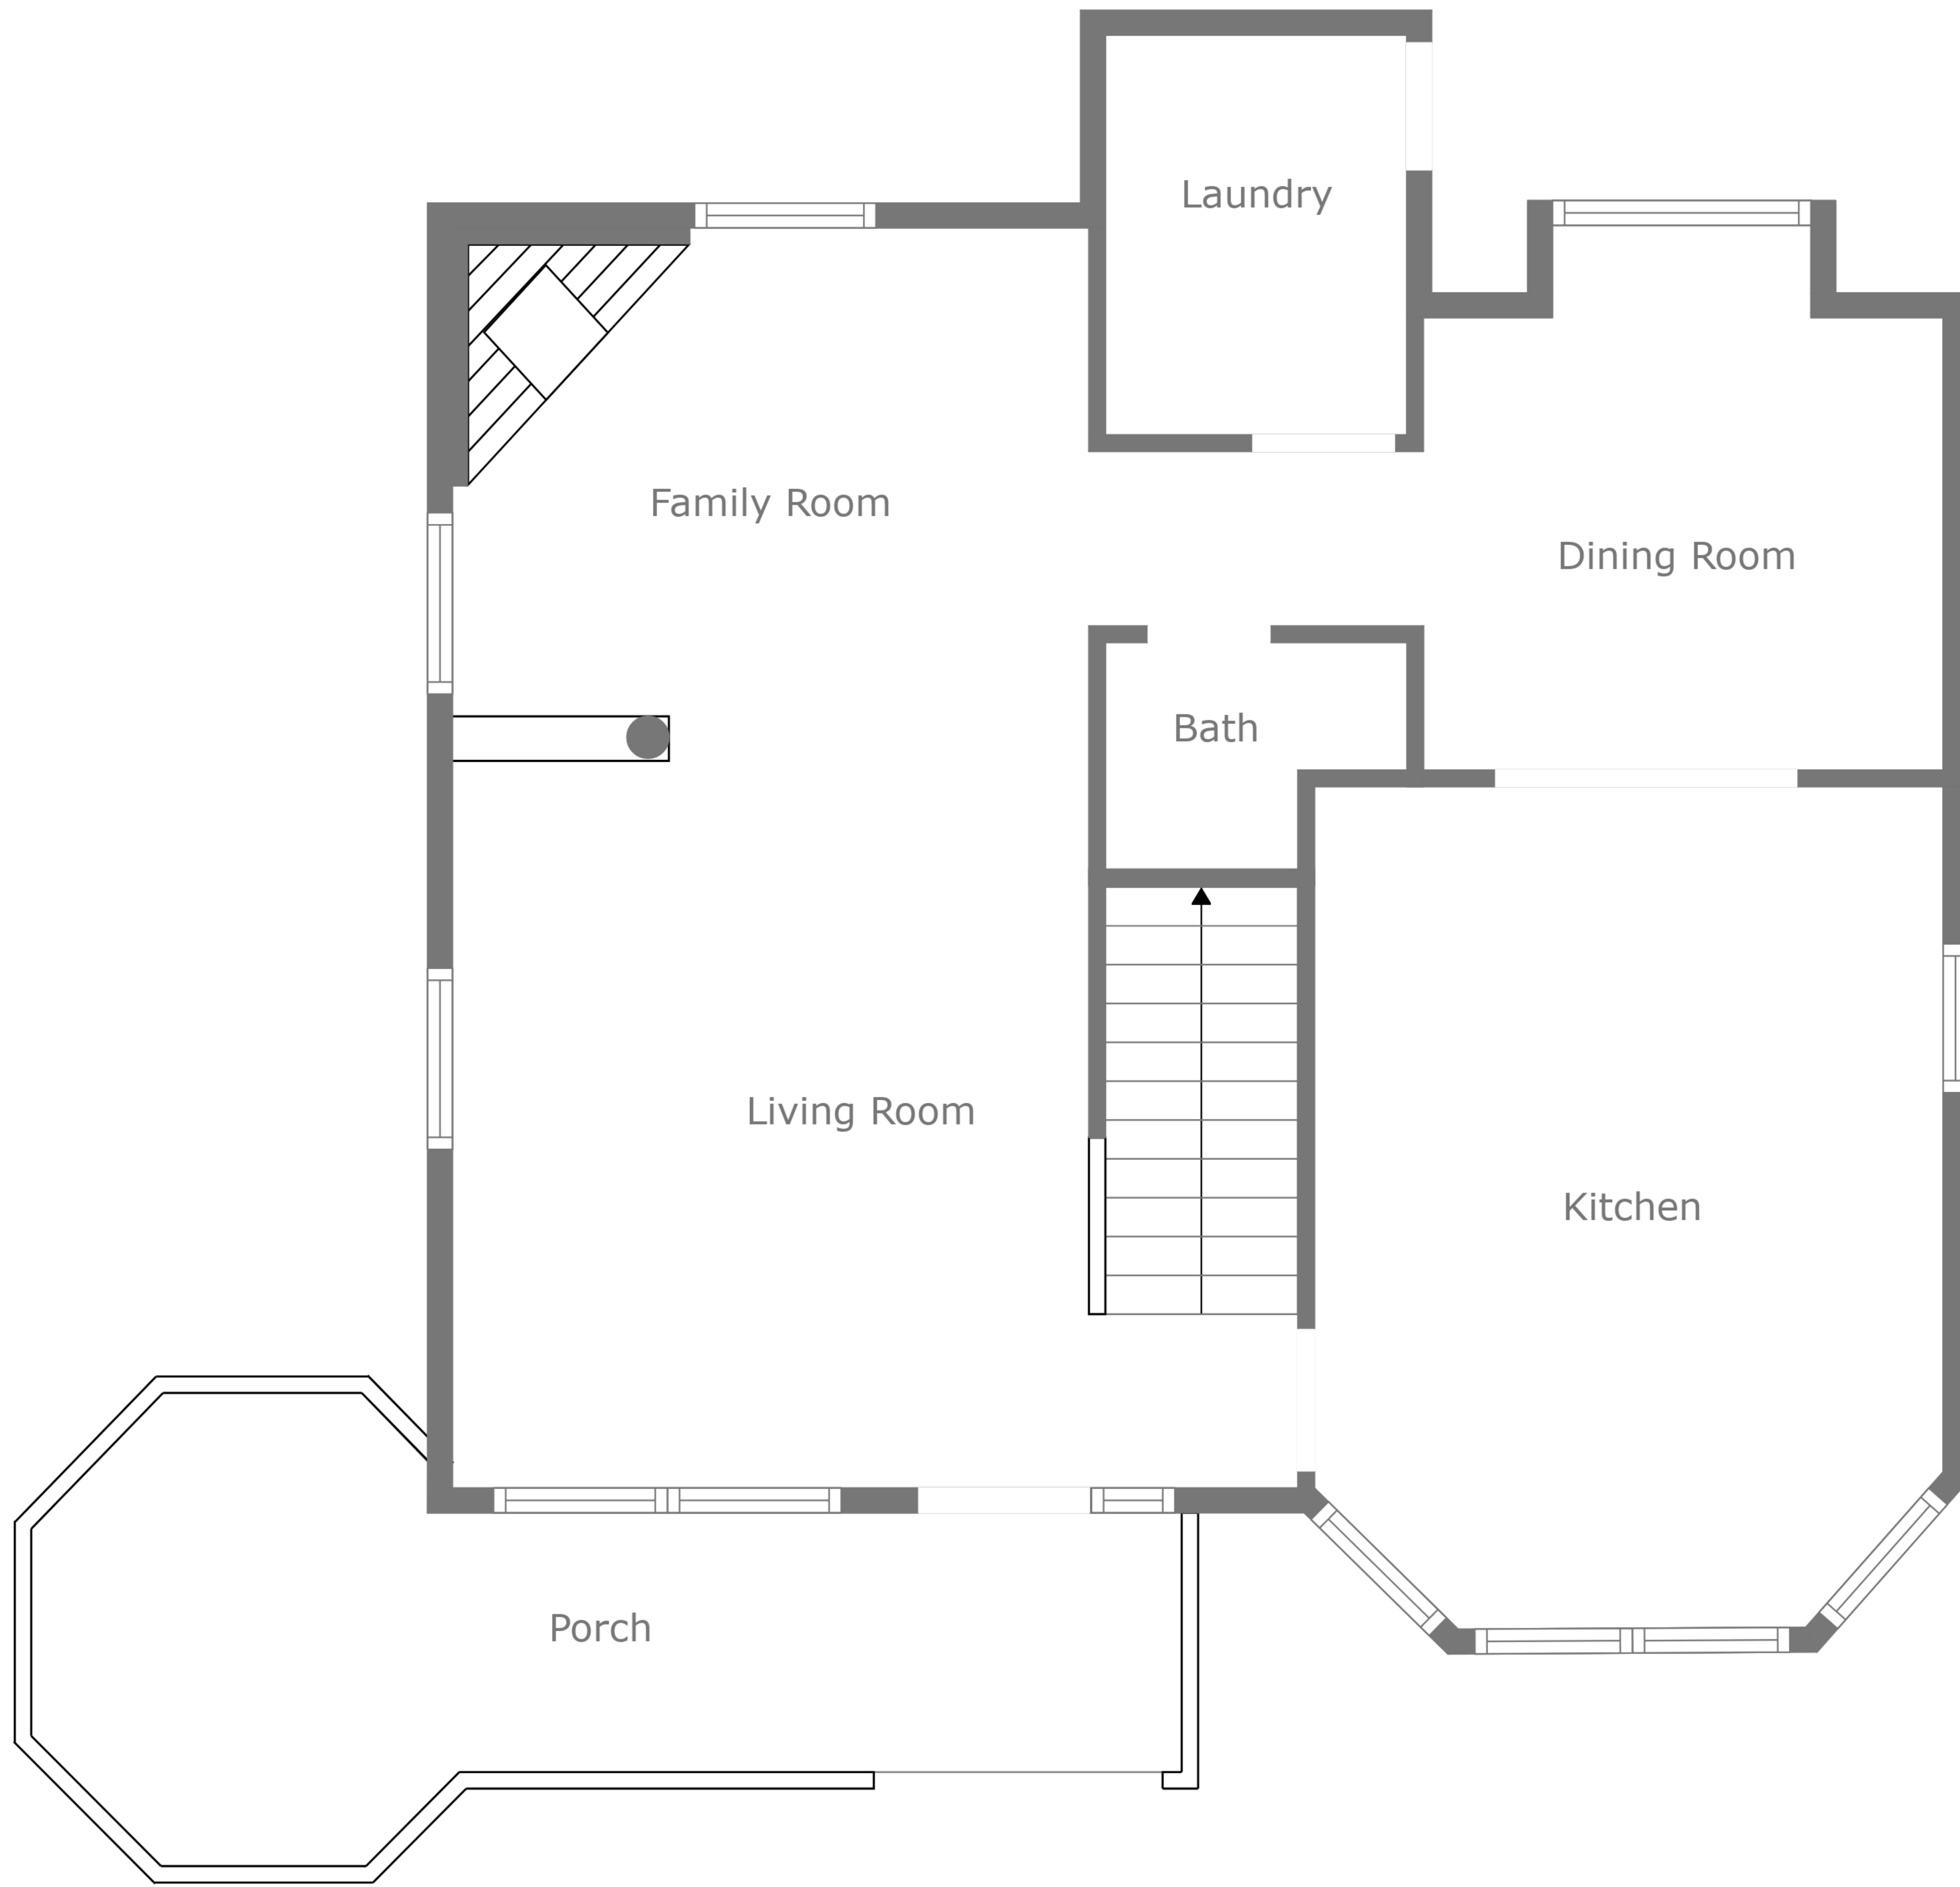 Laundry
Family Room
Dining Room
Bath
Living Room
Kitchen
Porch